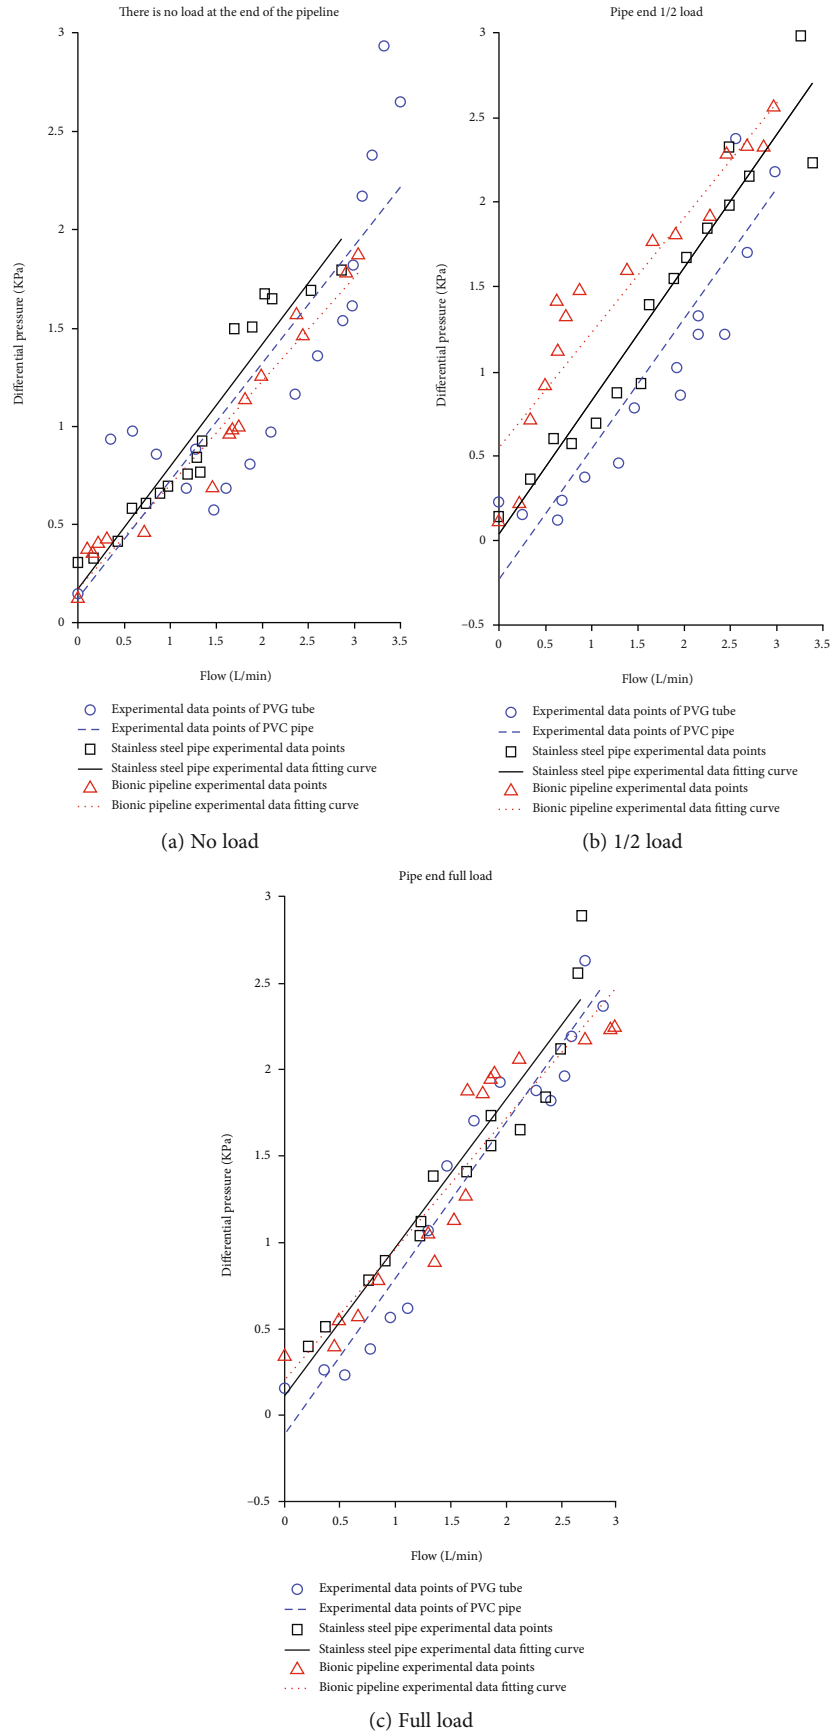 There is no load at the end of the pipeline
3
2.5
2
1.5
1
0.5
0
Differential pressure (KPa)
0 0.5 1 1.5 2 2.5 3 3.5
Flow (L/min)
Experimental data points of PVG tube
Experimental data points of PVC pipe
Stainless steel pipe experimental data points
Stainless steel pipe experimental data fitting curve
Bionic pipeline experimental data points
Bionic pipeline experimental data fitting curve
(a) No load
Pipe end 1/2 load
3
2.5
2
1.5
1
0.5
0
–0.5
Differential pressure (KPa)
0 0.5 1 1.5 2 2.5 3 3.5
Flow (L/min)
Experimental data points of PVG tube
Experimental data points of PVC pipe
Stainless steel pipe experimental data points
Stainless steel pipe experimental data fitting curve
Bionic pipeline experimental data points
Bionic pipeline experimental data fitting curve
(b) 1/2 load
Pipe end full load
3
2.5
2
1.5
1
0.5
0
–0.5
Differential pressure (KPa)
0 0.5 1 1.5 2 2.5 3
Flow (L/min)
Experimental data points of PVG tube
Experimental data points of PVC pipe
Stainless steel pipe experimental data points
Stainless steel pipe experimental data fitting curve
Bionic pipeline experimental data points
Bionic pipeline experimental data fitting curve
(c) Full load